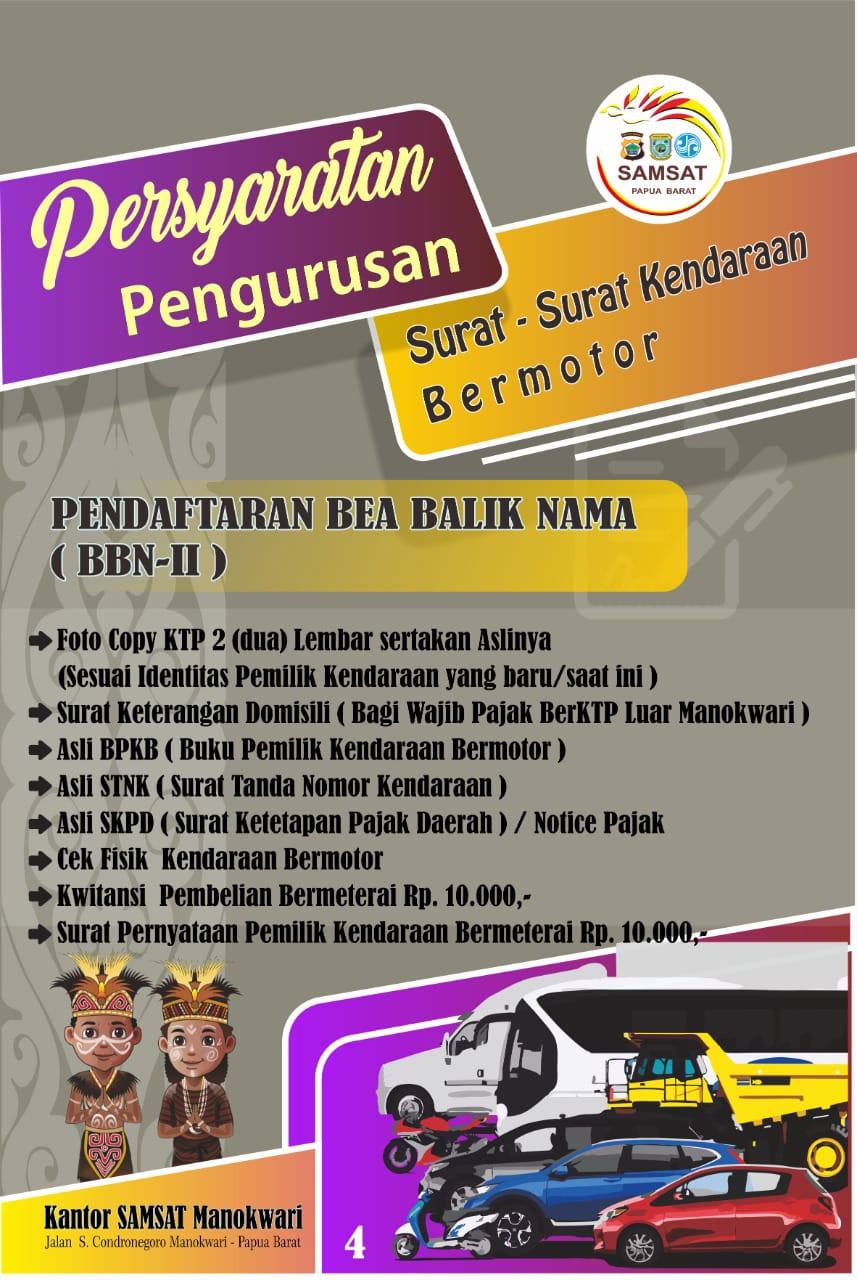 SAMSAT
PAPUA BARAT
Persyaratan
Pengurusan
Surat - Surat Kendaraan
Bermotor
PENDAFTARAN BEA BALIK NAMA
( BBN-II )
Foto Copy KTP 2 (dua) Lembar sertakan Aslinya
(Sesuai Identitas Pemilik Kendaraan yang baru/saat ini )
Surat Keterangan Domisili ( Bagi Wajib Pajak BerKTP Luar Manokwari )
Asli BPKB ( Buku Pemilik Kendaraan Bermotor )
Asli STNK ( Surat Tanda Nomor Kendaraan )
Asli SKPD ( Surat Ketetapan Pajak Daerah ) / Notice Pajak
Cek Fisik  Kendaraan Bermotor
Kwitansi  Pembelian Bermeterai Rp. 10.000,-
Surat Pernyataan Pemilik Kendaraan Bermeterai Rp. 10.000,-
Kantor SAMSAT Manokwari
Jalan  S. Condronegoro Manokwari - Papua Barat
4